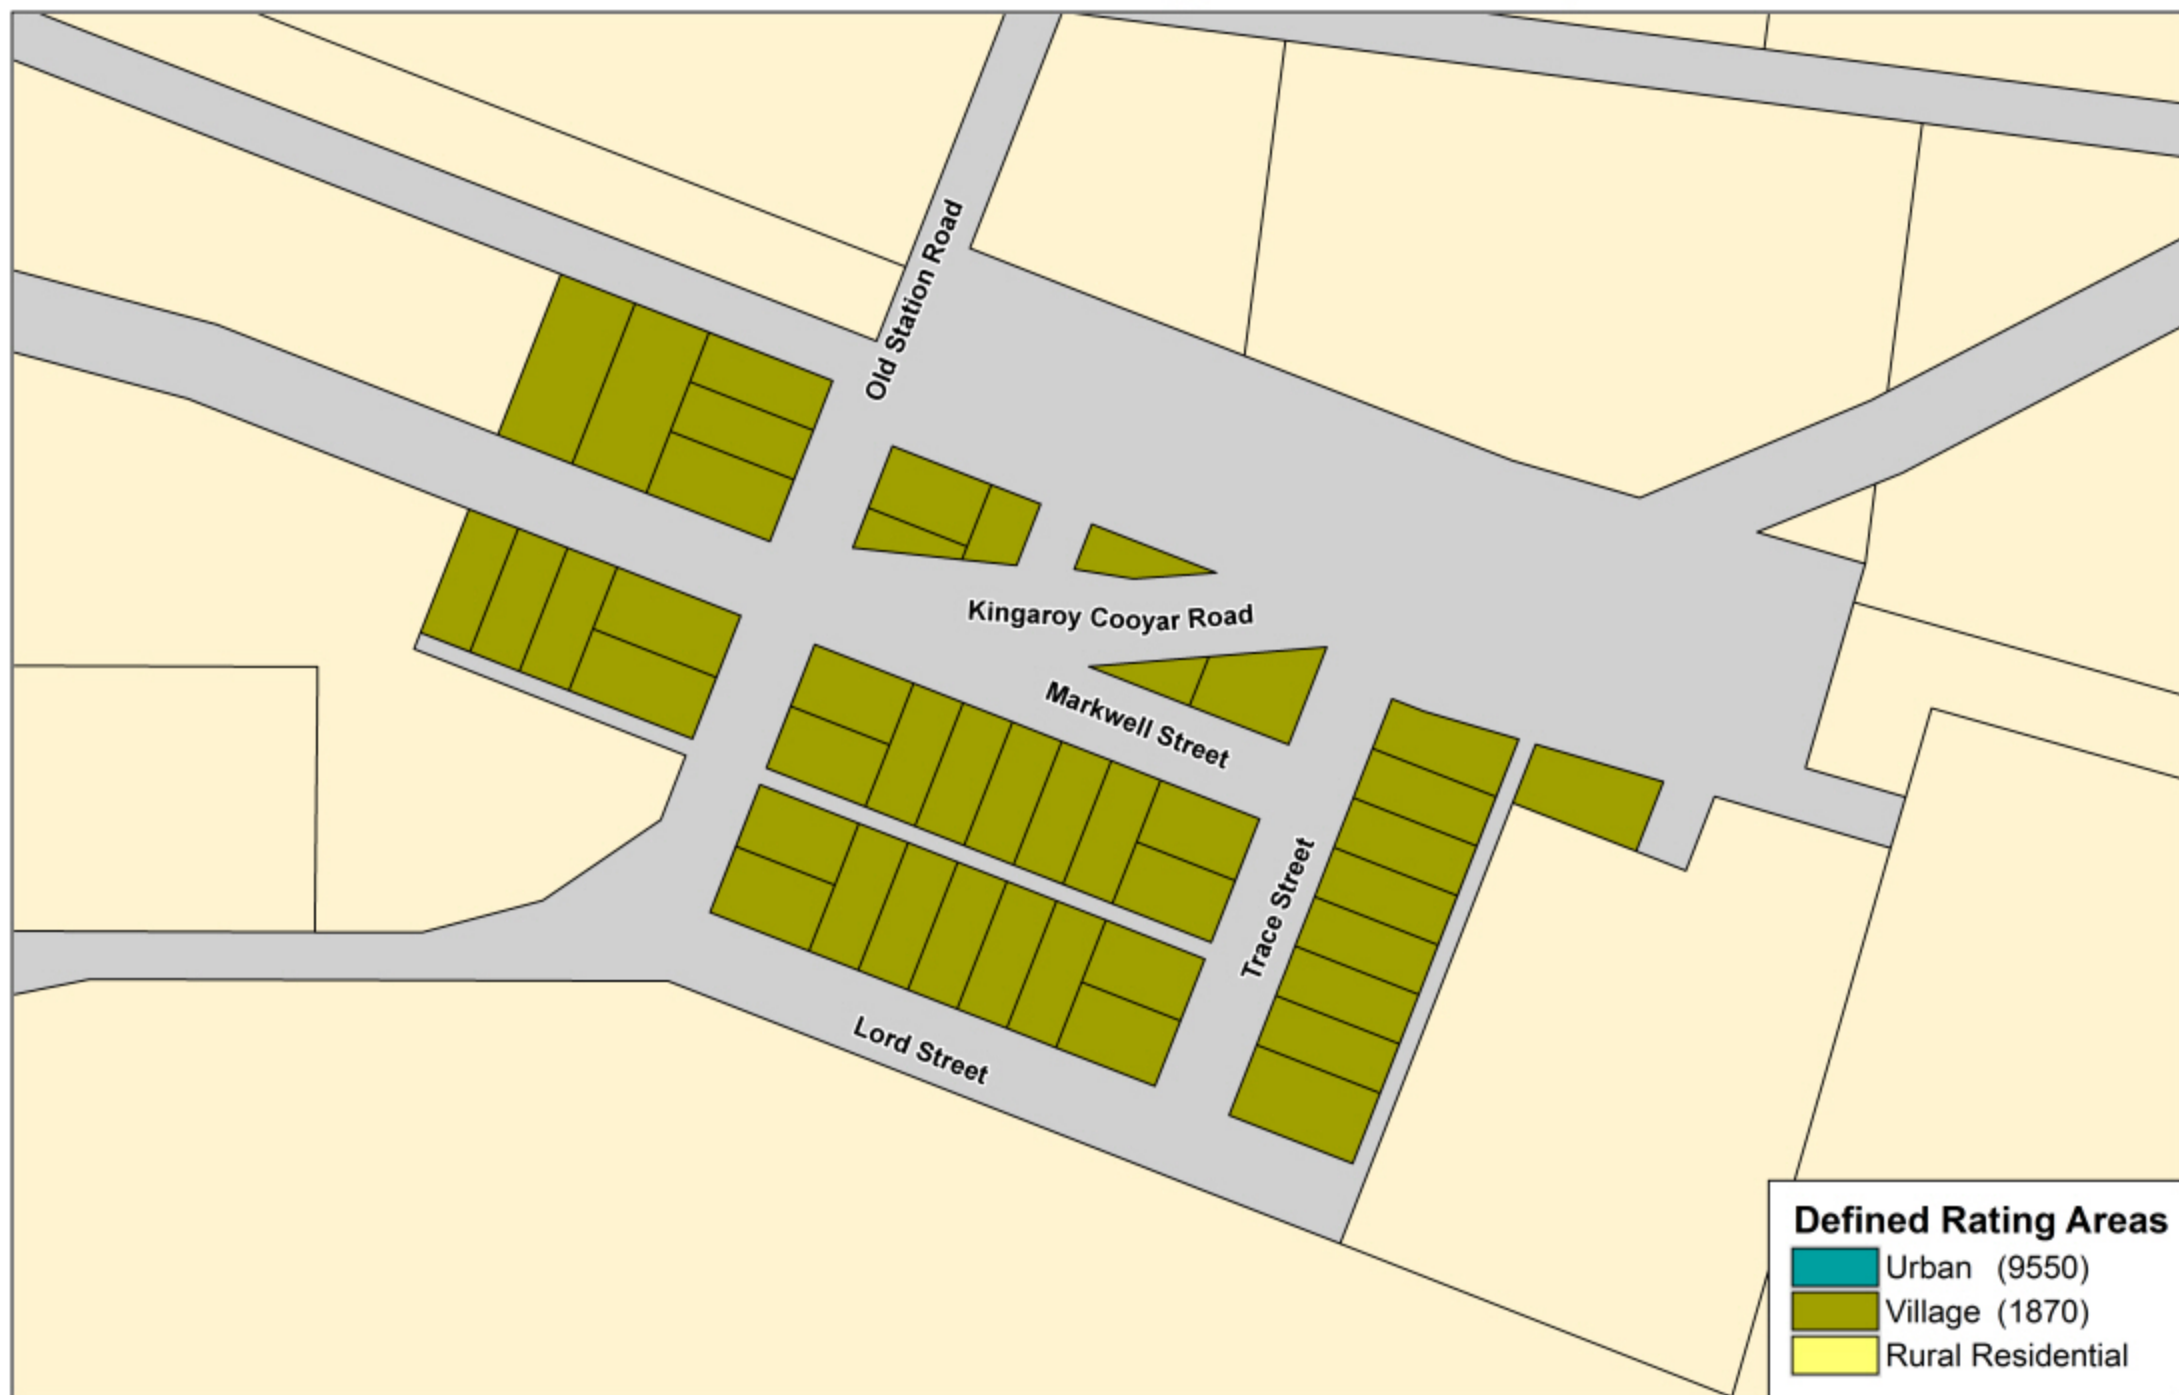 Old Station Road
Kingaroy Cooyar Road
Markwell Street
Trace Street
Lord Street
Defined Rating Areas
Urban (9550)
Village (1870)
Rural Residential